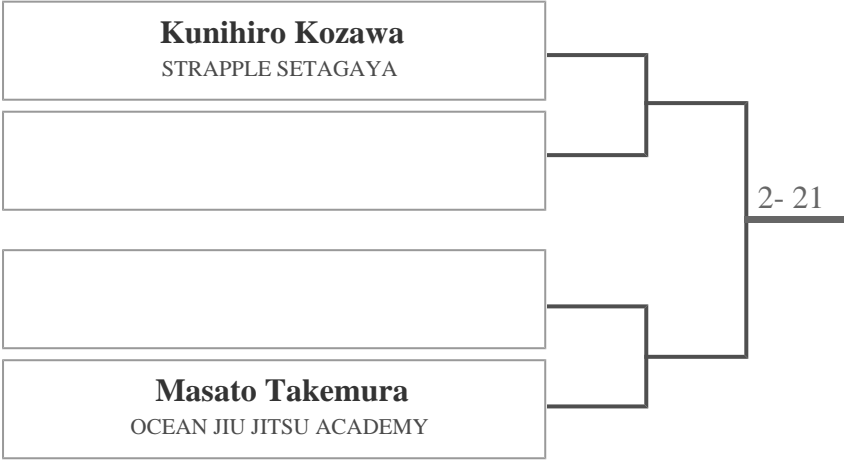 Kunihiro Kozawa
STRAPPLE SETAGAYA
2- 21
Masato Takemura
OCEAN JIU JITSU ACADEMY